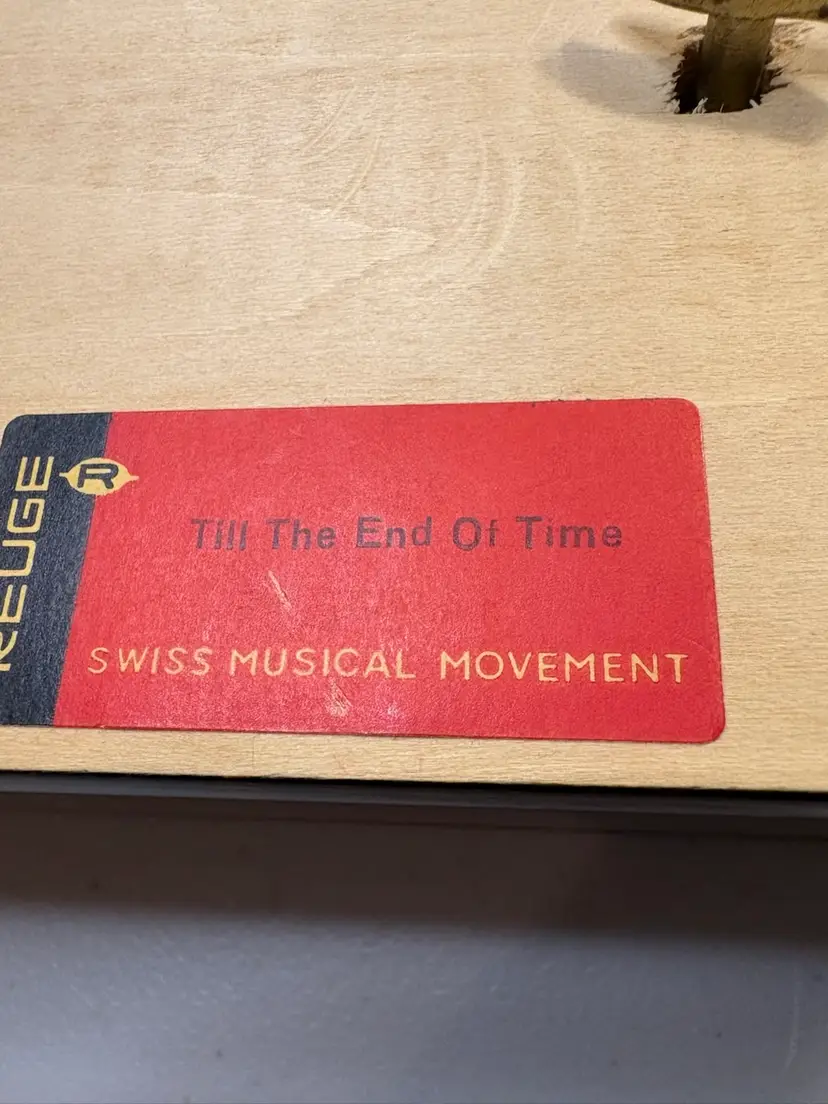 REUGE
R
Till The End Of Time
SWISS MUSICAL MOVEMENT